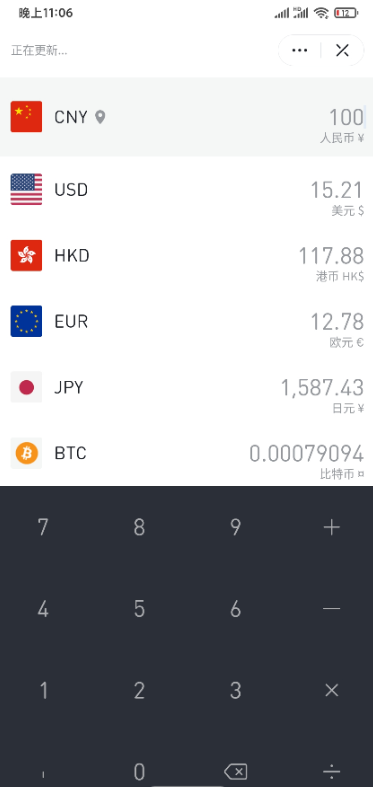 晚上11:06
HD
12
正在更新...
CNY
100
人民币 ¥
USD
15.21
美元 $
HKD
117.88
港币 HK$
EUR
12.78
欧元 €
JPY
1,587.43
日元 ¥
BTC
0.00079094
比特币 ¤
7 8 9 +
4 5 6 —
1 2 3 ×
0 ÷